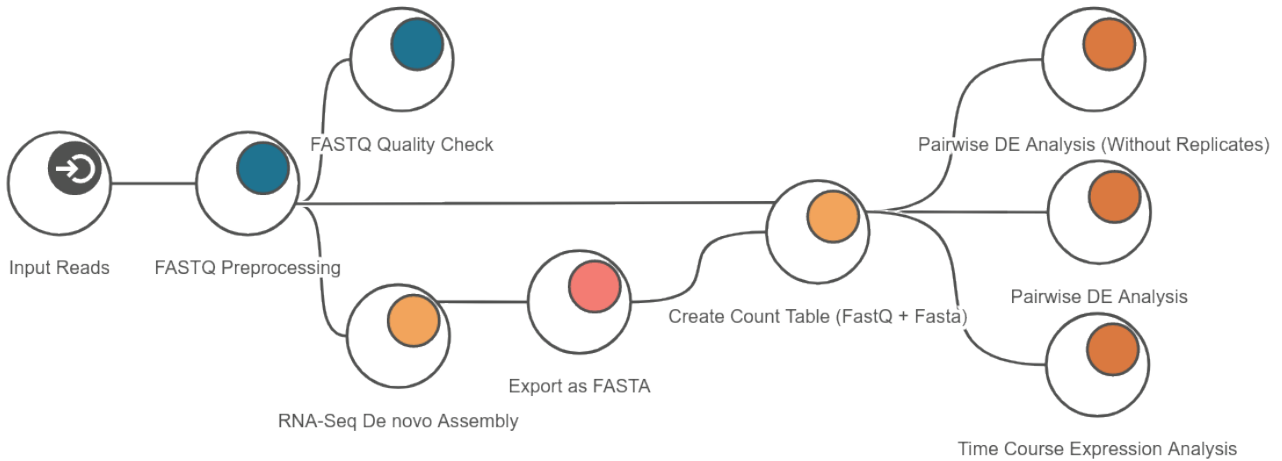 FASTQ Quality Check
Pairwise DE Analysis (Without Replicates)
Input Reads
FASTQ Preprocessing
Pairwise DE Analysis
Create Count Table (FastQ + Fasta)
Export as FASTA
RNA-Seq De novo Assembly
Time Course Expression Analysis